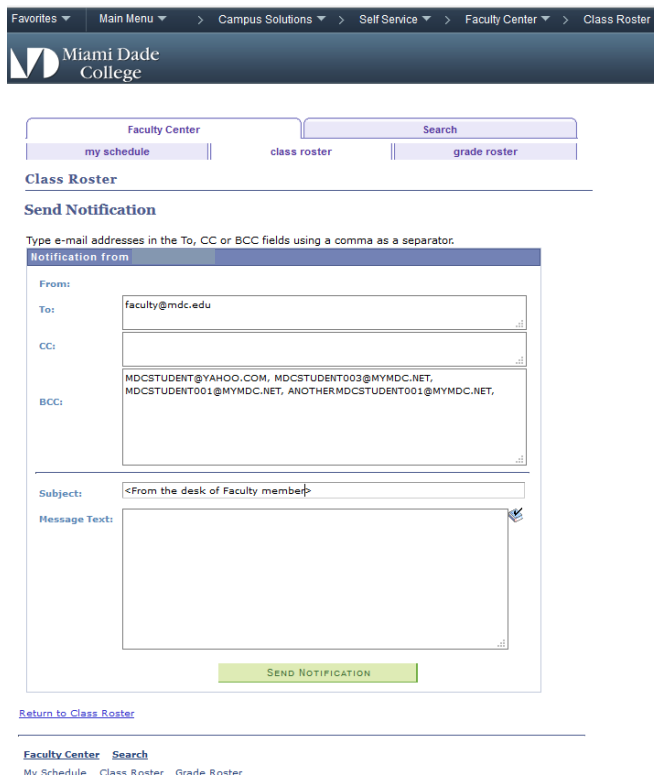 Favorites Main Menu > Campus Solutions > Self Service > Faculty Center > Class Roster
Miami Dade
College
Faculty Center Search
my schedule class roster grade roster
Class Roster
Send Notification
Type e-mail addresses in the To, CC or BCC fields using a comma as a separator.
Notification from
From:
To: faculty@mdc.edu
CC:
BCC: MDCSTUDENT@YAHOO.COM, MDCSTUDENT003@MYMDC.NET,
MDCSTUDENT001@MYMDC.NET, ANOTHERMDCSTUDENT001@MYMDC.NET,
Subject: <From the desk of Faculty member>
Message Text:
SEND NOTIFICATION
Return to Class Roster
Faculty Center Search
My Schedule Class Roster Grade Roster